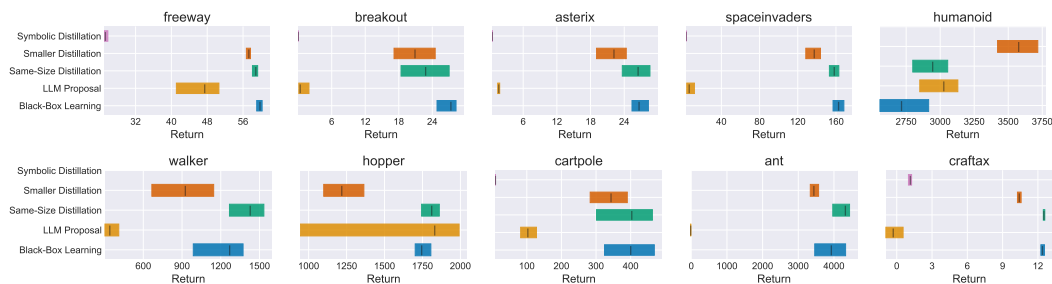 freeway breakout asterix spaceinvaders humanoid
Symbolic Distillation
Smaller Distillation
Same-Size Distillation
LLM Proposal
Black-Box Learning
32 40 48 56 6 12 18 24 6 12 18 24 40 80 120 160 2750 3000 3250 3500 3750
Return Return Return Return Return
walker hopper cartpole ant craftax
Symbolic Distillation
Smaller Distillation
Same-Size Distillation
LLM Proposal
Black-Box Learning
600 900 1200 1500 1000 1250 1500 1750 2000 100 200 300 400 0 1500 3000 4500 0 3 6 9 12
Return Return Return Return Return